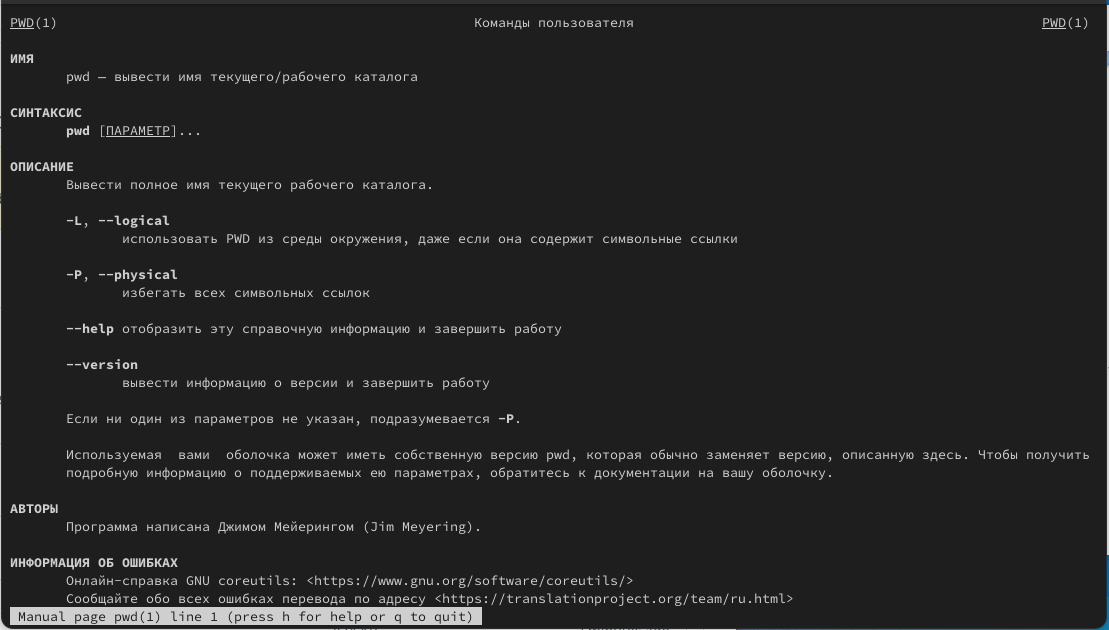 PWD(1) Команды пользователя PWD(1)
ИМЯ
pwd — вывести имя текущего/рабочего каталога
СИНТАКСИС
pwd [ПАРАМЕТР]...
ОПИСАНИЕ
Вывести полное имя текущего рабочего каталога.
-L, --logical
использовать PWD из среды окружения, даже если она содержит символьные ссылки
-P, --physical
избегать всех символьных ссылок
--help отобразить эту справочную информацию и завершить работу
--version
вывести информацию о версии и завершить работу
Если ни один из параметров не указан, подразумевается -P.
Используемая вами оболочка может иметь собственную версию pwd, которая обычно заменяет версию, описанную здесь. Чтобы получить
подробную информацию о поддерживаемых ею параметрах, обратитесь к документации на вашу оболочку.
АВТОРЫ
Программа написана Джимом Мейерингом (Jim Meyering).
ИНФОРМАЦИЯ ОБ ОШИБКАХ
Онлайн-справка GNU coreutils: <https://www.gnu.org/software/coreutils/>
Сообщайте обо всех ошибках перевода по адресу <https://translationproject.org/team/ru.html>
Manual page pwd(1) line 1 (press h for help or q to quit)